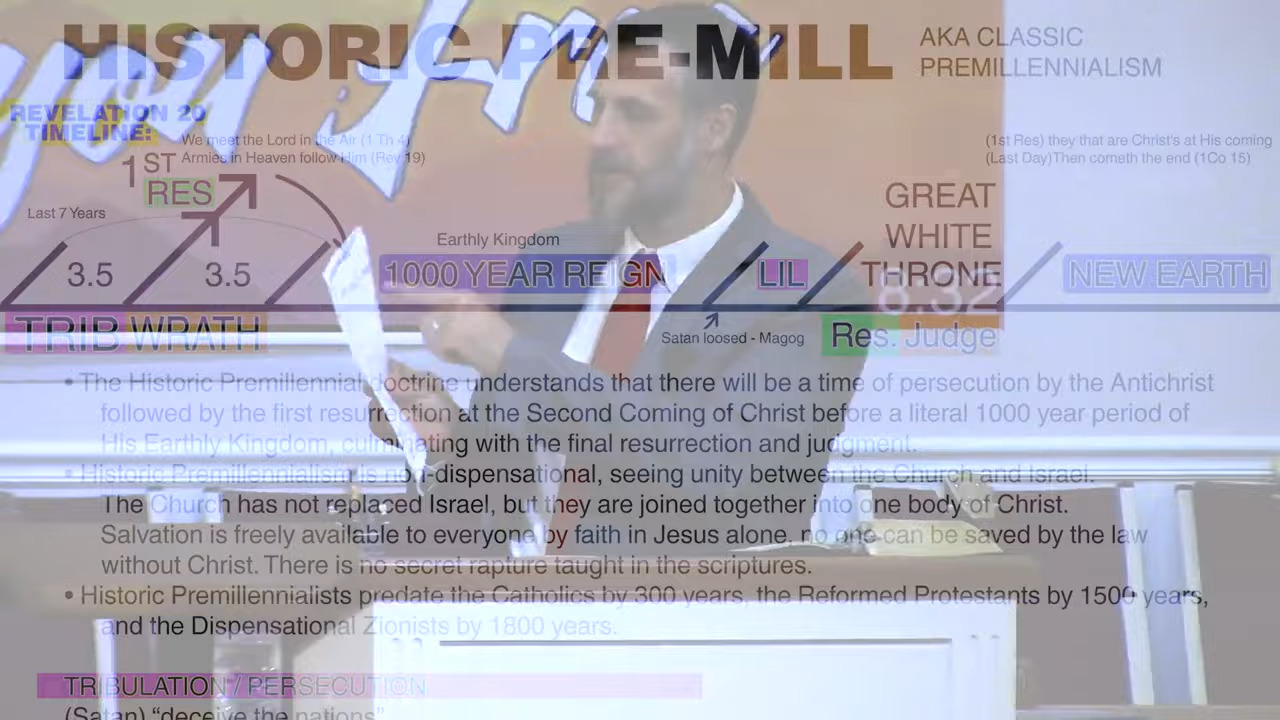 HISTORIC PRE-MILL
AKA CLASSIC
PREMILLENNIALISM
REVELATION 20
TIMELINE:
We meet the Lord in the Air (1 Th 4)
Armies in Heaven follow Him (Rev 19)
(1st Res) they that are Christ's at His coming
(Last Day)Then cometh the end (1Co 15)
1ST
RES
Last 7 Years
3.5
3.5
Earthly Kingdom
1000 YEAR REIGN
LIL
GREAT
WHITE
THRONE
8:32
NEW EARTH
TRIB WRATH
Satan loosed - Magog
Res. Judge
• The Historic Premillennial doctrine understands that there will be a time of persecution by the Antichrist
followed by the first resurrection at the Second Coming of Christ before a literal 1000 year period of
His Earthly Kingdom, culminating with the final resurrection and judgment.
• Historic Premillennialism is non-dispensational, seeing unity between the Church and Israel.
The Church has not replaced Israel, but they are joined together into one body of Christ.
Salvation is freely available to everyone by faith in Jesus alone, no one can be saved by the law
without Christ. There is no secret rapture taught in the scriptures.
• Historic Premillennialists predate the Catholics by 300 years, the Reformed Protestants by 1500 years,
and the Dispensational Zionists by 1800 years.
TRIBULATION / PERSECUTION
(Satan) "deceive the nations"